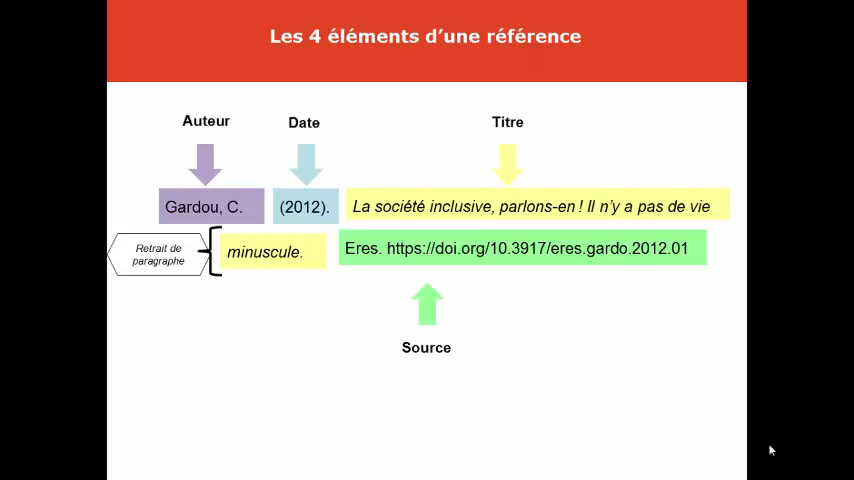 Les 4 éléments d'une référence
Auteur
Date
Titre
Gardou, C.
(2012).
La société inclusive, parlons-en ! Il n'y a pas de vie
Retrait de
paragraphe
minuscule.
Eres. https://doi.org/10.3917/eres.gardo.2012.01
Source